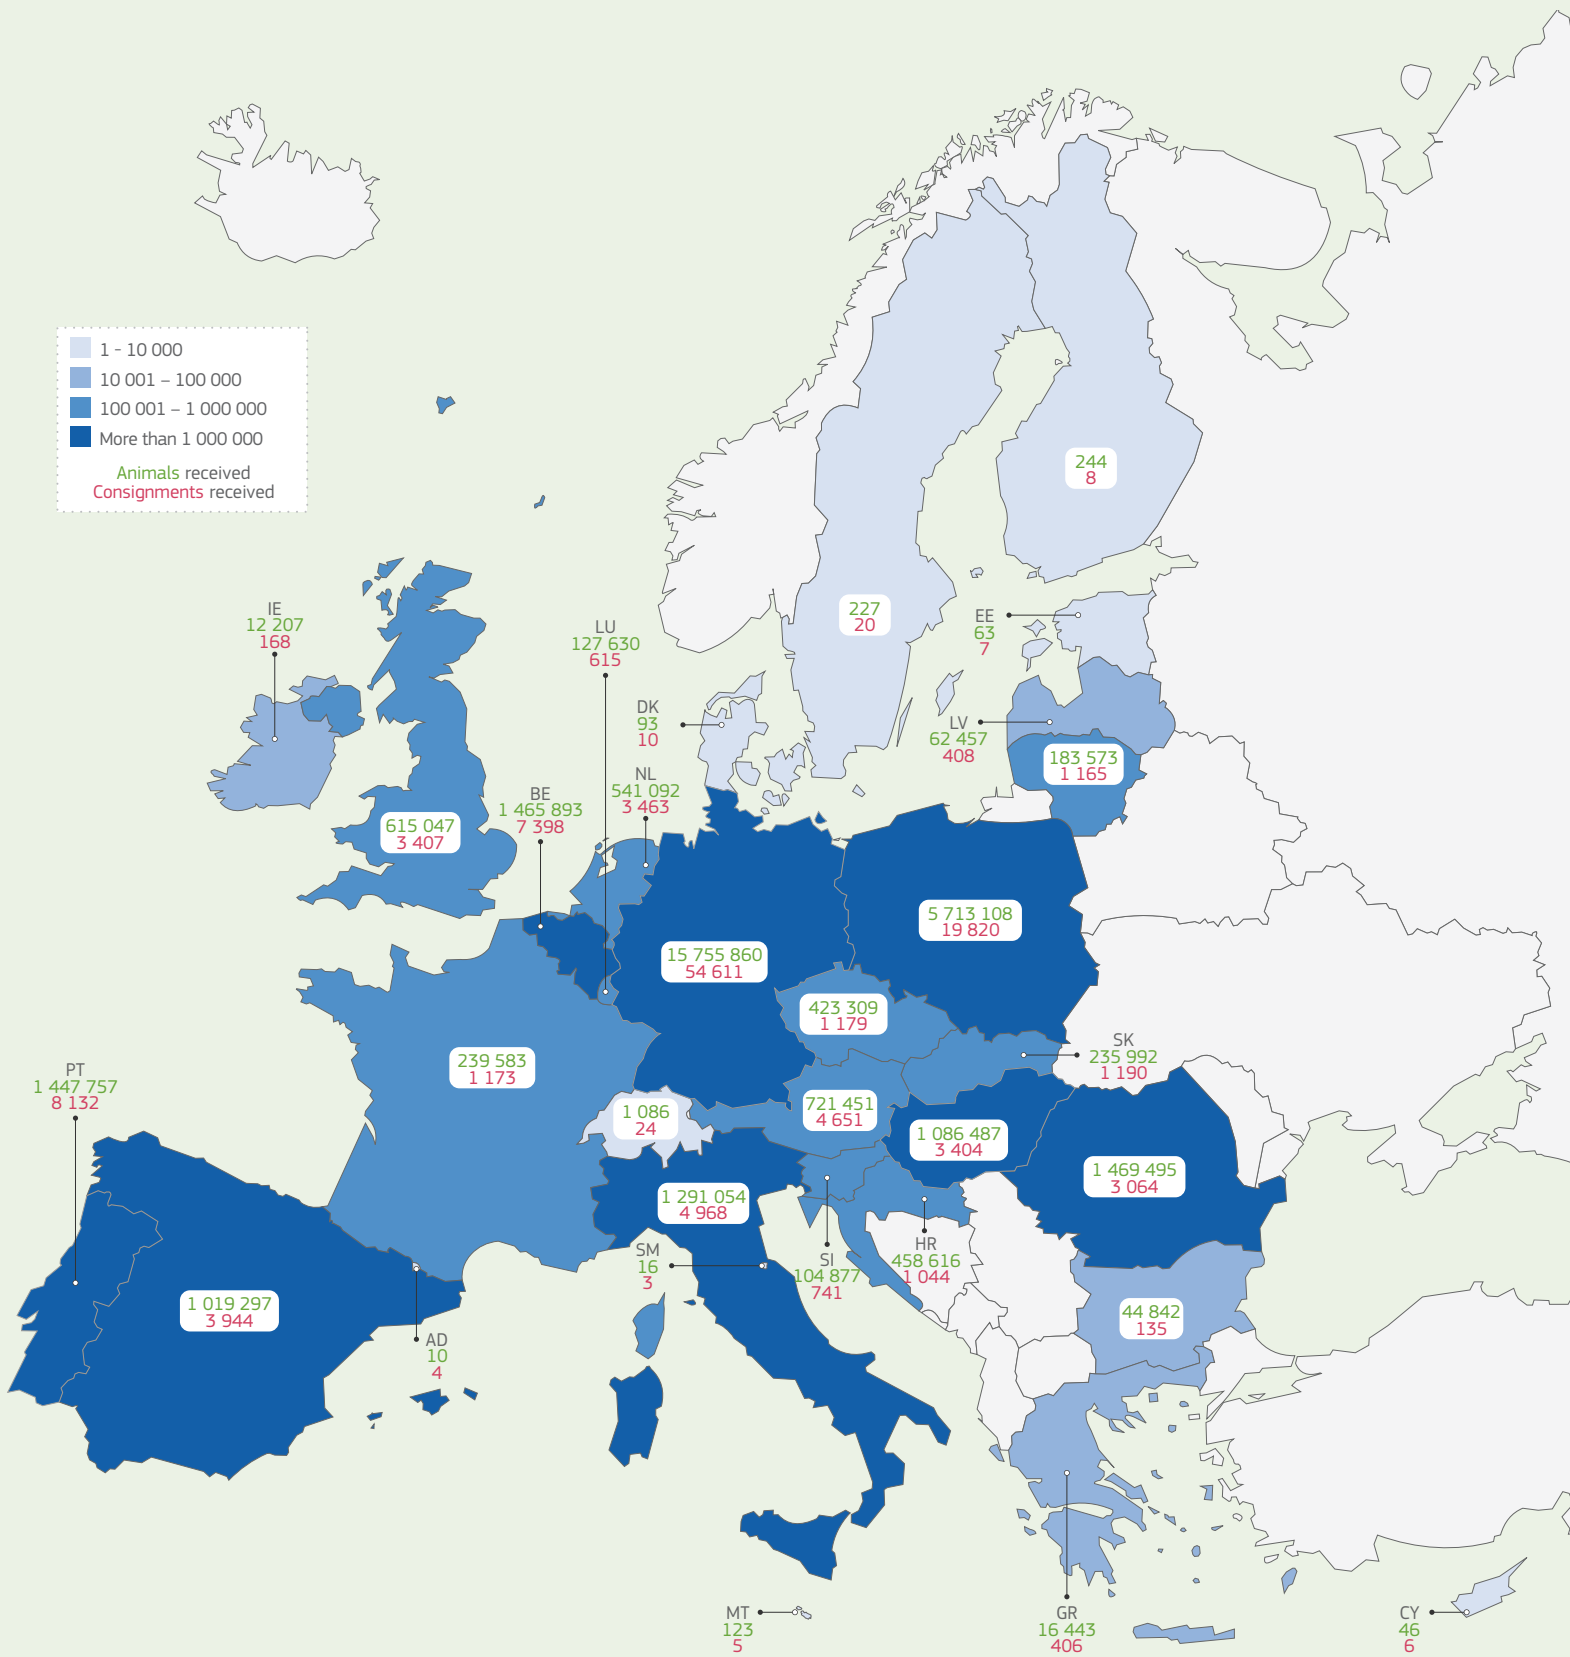 1 - 10 000
10 001 – 100 000
100 001 – 1 000 000
More than 1 000 000
Animals received
Consignments received
244
8
227
20
IE
12 207
168
LU
127 630
615
EE
63
7
DK
93
10
LV
62 457
408
183 573
1 165
NL
541 092
3 463
BE
1 465 893
7 398
615 047
3 407
5 713 108
19 820
15 755 860
54 611
423 309
1 179
SK
235 992
1 190
239 583
1 173
PT
1 447 757
8 132
1 086
24
721 451
4 651
1 086 487
3 404
1 469 495
3 064
1 291 054
4 968
SM
16
3
SI
104 877
741
HR
458 616
1 044
1 019 297
3 944
44 842
135
AD
10
4
MT
123
5
GR
16 443
406
CY
46
6